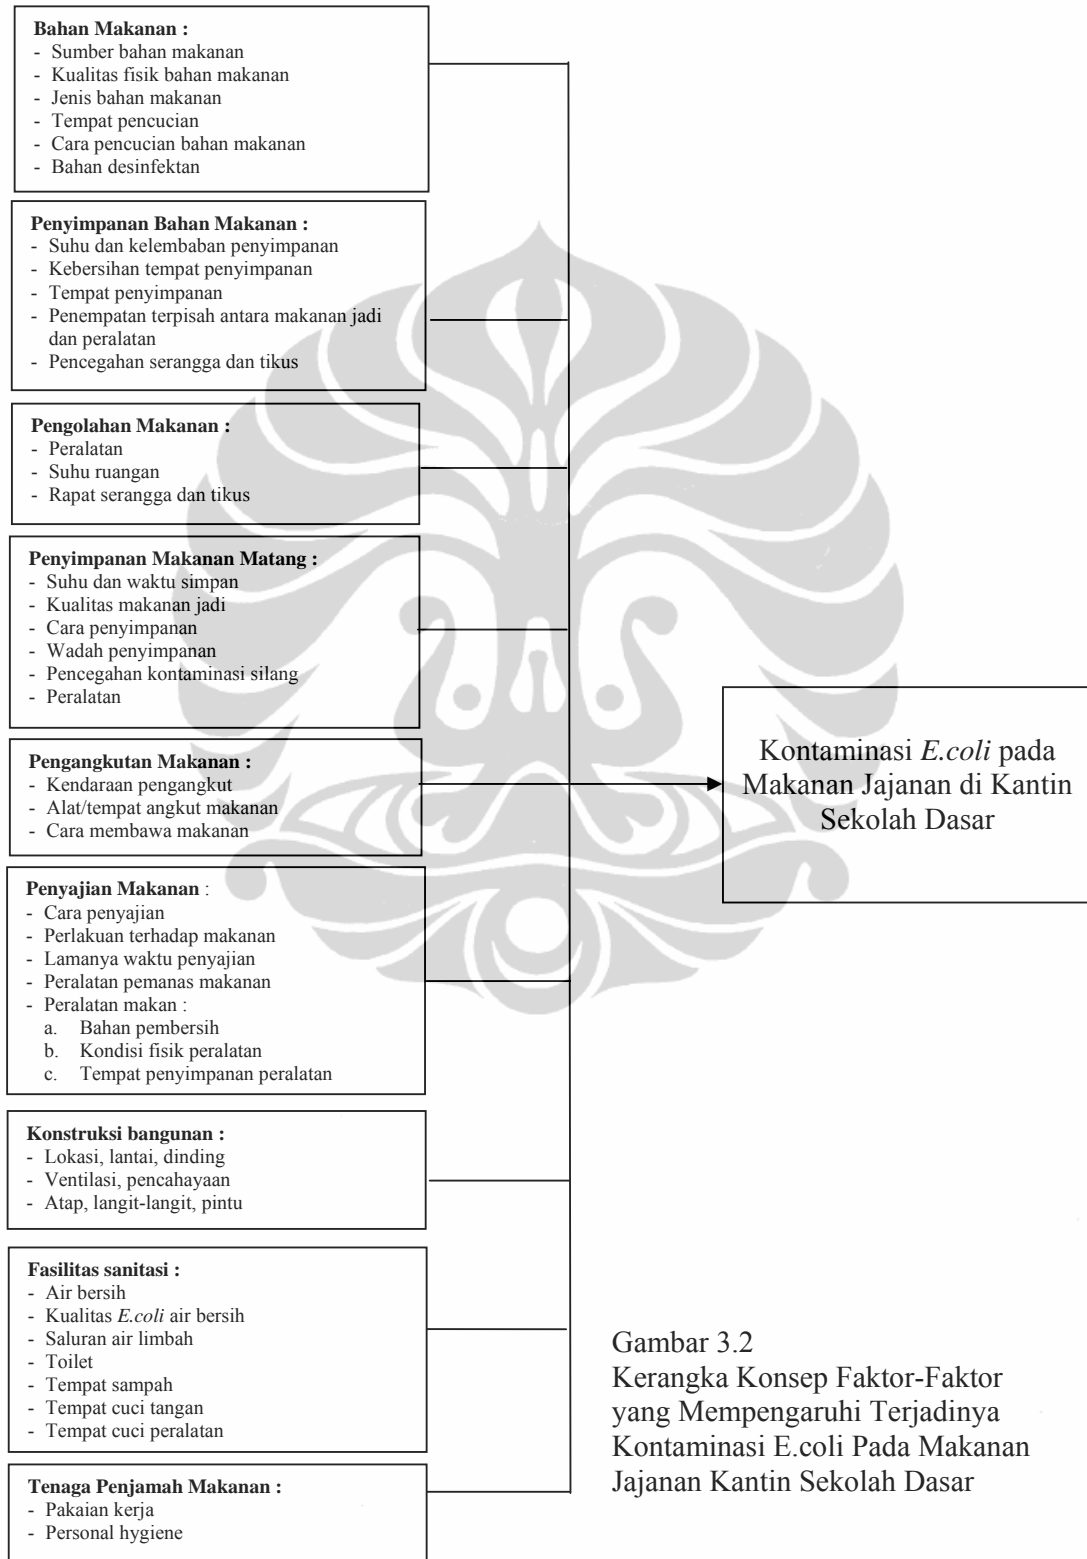 Bahan Makanan :
- Sumber bahan makanan
- Kualitas fisik bahan makanan
- Jenis bahan makanan
- Tempat pencucian
- Cara pencucian bahan makanan
- Bahan desinfektan
Penyimpanan Bahan Makanan :
- Suhu dan kelembaban penyimpanan
- Kebersihan tempat penyimpanan
- Tempat penyimpanan
- Penempatan terpisah antara makanan jadi
dan peralatan
- Pencegahan serangga dan tikus
Pengolahan Makanan :
- Peralatan
- Suhu ruangan
- Rapat serangga dan tikus
Penyimpanan Makanan Matang :
- Suhu dan waktu simpan
- Kualitas makanan jadi
- Cara penyimpanan
- Wadah penyimpanan
- Pencegahan kontaminasi silang
- Peralatan
Pengangkutan Makanan :
- Kendaraan pengangkut
- Alat/tempat angkut makanan
- Cara membawa makanan
Penyajian Makanan :
- Cara penyajian
- Perlakuan terhadap makanan
- Lamanya waktu penyajian
- Peralatan pemanas makanan
- Peralatan makan :
a. Bahan pembersih
b. Kondisi fisik peralatan
c. Tempat penyimpanan peralatan
Konstruksi bangunan :
- Lokasi, lantai, dinding
- Ventilasi, pencahayaan
- Atap, langit-langit, pintu
Fasilitas sanitasi :
- Air bersih
- Kualitas E.coli air bersih
- Saluran air limbah
- Toilet
- Tempat sampah
- Tempat cuci tangan
- Tempat cuci peralatan
Tenaga Penjamah Makanan :
- Pakaian kerja
- Personal hygiene
Kontaminasi E.coli pada
Makanan Jajanan di Kantin
Sekolah Dasar
Gambar 3.2
Kerangka Konsep Faktor-Faktor
yang Mempengaruhi Terjadinya
Kontaminasi E.coli Pada Makanan
Jajanan Kantin Sekolah Dasar